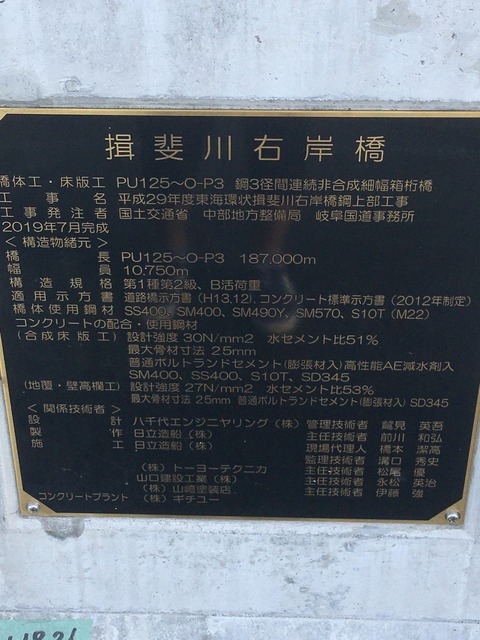 揖斐川右岸橋
橋体工・床版工 PU125～O-P3 鋼3径間連続非合成細幅箱桁橋
工事名 平成29年度東海環状揖斐川右岸橋鋼上部工事
工事発注者 国土交通省 中部地方整備局 岐阜国道事務所
2019年7月完成
＜構造物緒元＞
橋長 PU125～O-P3 187.000m
幅員 10.750m
構造規格 第1種第2級、B活荷重
適用示方書 道路橋示方書（H13,12）、コンクリート標準示方書（2012年制定）
橋体使用鋼材 SS400、SM400、SM490Y、SM570、S10T（M22）
コンクリートの配合・使用鋼材
（合成床版工） 設計強度 30N/mm2 水セメント比51％
最大骨材寸法 25mm
普通ポルトランドセメント（膨張材入）高性能AE減水剤入
SM400、SS400、S10T、SD345
（地覆・壁高欄工） 設計強度 27N/mm2 水セメント比53％
最大骨材寸法 25mm 普通ポルトランドセメント（膨張材入） SD345
＜関係技術者＞
設計 八千代エンジニヤリング（株） 管理技術者 鷲見 英吾
製作 日立造船（株） 主任技術者 前川 和弘
施工 日立造船（株） 現場代理人 橋本 潔高
監理技術者 溝口 秀史
（株）トーヨーテクニカ 主任技術者 松尾 優
山口建設工業（株） 主任技術者 永松 英治
（株）山﨑塗装店 主任技術者 伊藤 強
コンクリートプラント （株）ギチュー